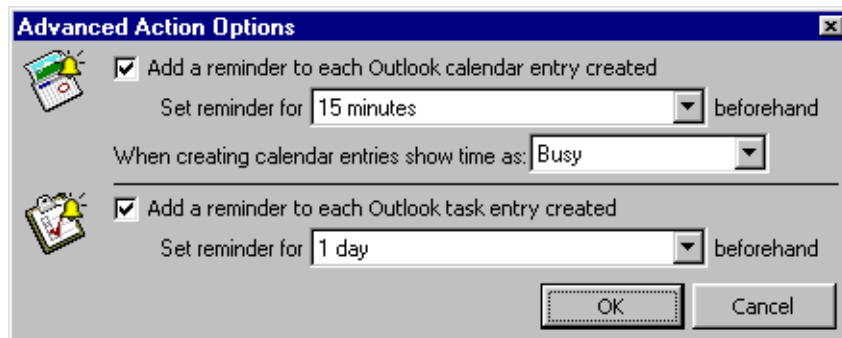 Advanced Action Options
Add a reminder to each Outlook calendar entry created
Set reminder for 15 minutes beforehand
When creating calendar entries show time as: Busy
Add a reminder to each Outlook task entry created
Set reminder for 1 day beforehand
OK Cancel